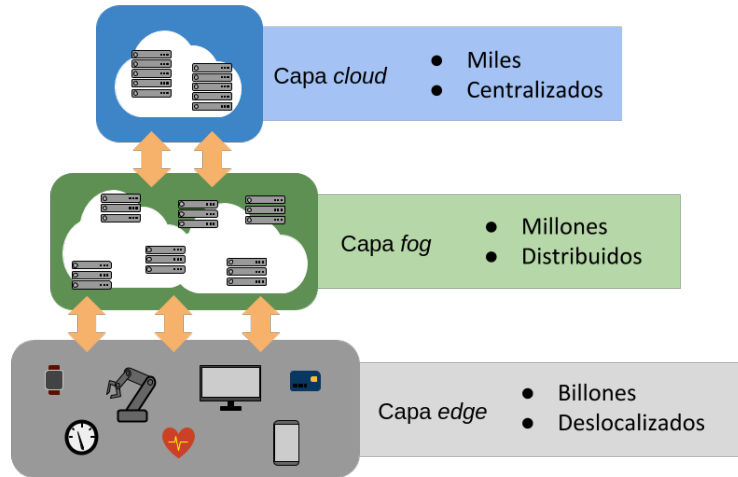 Capa cloud
● Miles
● Centralizados
Capa fog
● Millones
● Distribuidos
Capa edge
● Billones
● Deslocalizados